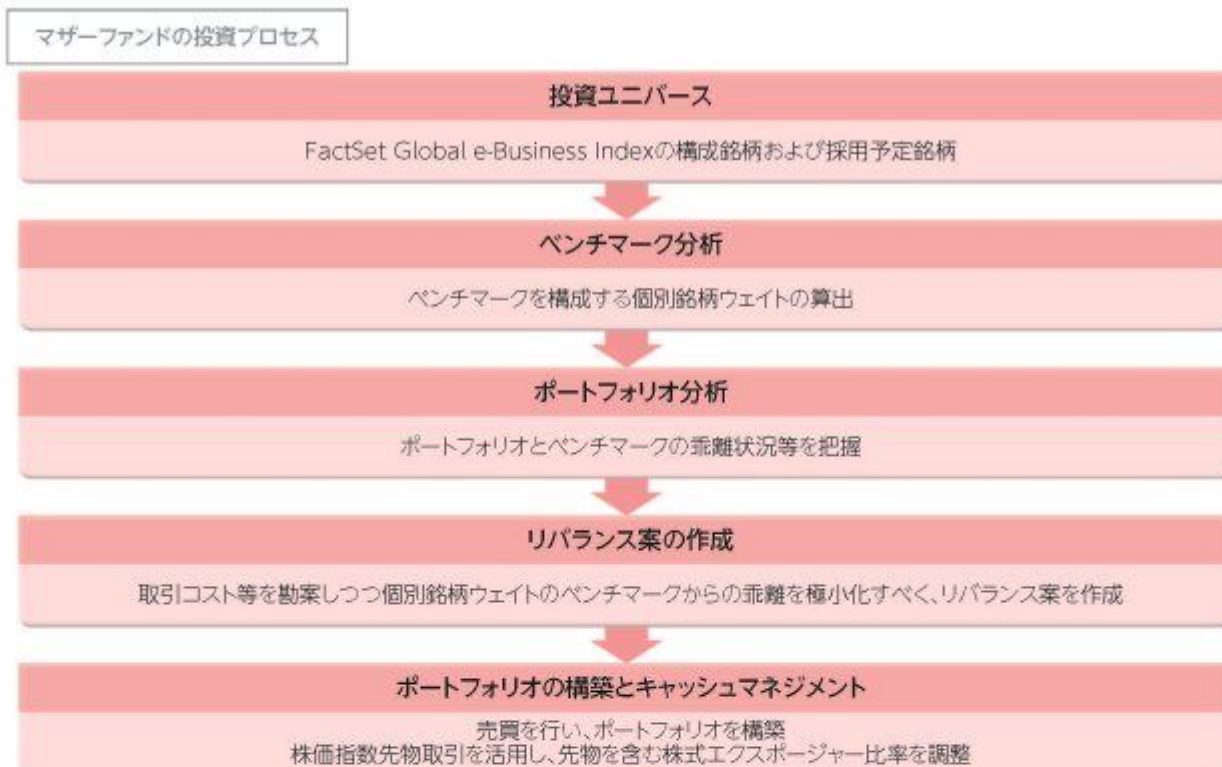 マザーファンドの投資プロセス
投資ユニバース
FactSet Global e-Business Indexの構成銘柄および採用予定銘柄
ベンチマーク分析
ベンチマークを構成する個別銘柄ウェイトの算出
ポートフォリオ分析
ポートフォリオとベンチマークの乖離状況等を把握
リバランス案の作成
取引コスト等を勘案しつつ個別銘柄ウェイトのベンチマークからの乖離を極小化すべく、リバランス案を作成
ポートフォリオの構築とキャッシュマネジメント
売買を行い、ポートフォリオを構築
株価指数先物取引を活用し、先物を含む株式エクスポージャー比率を調整